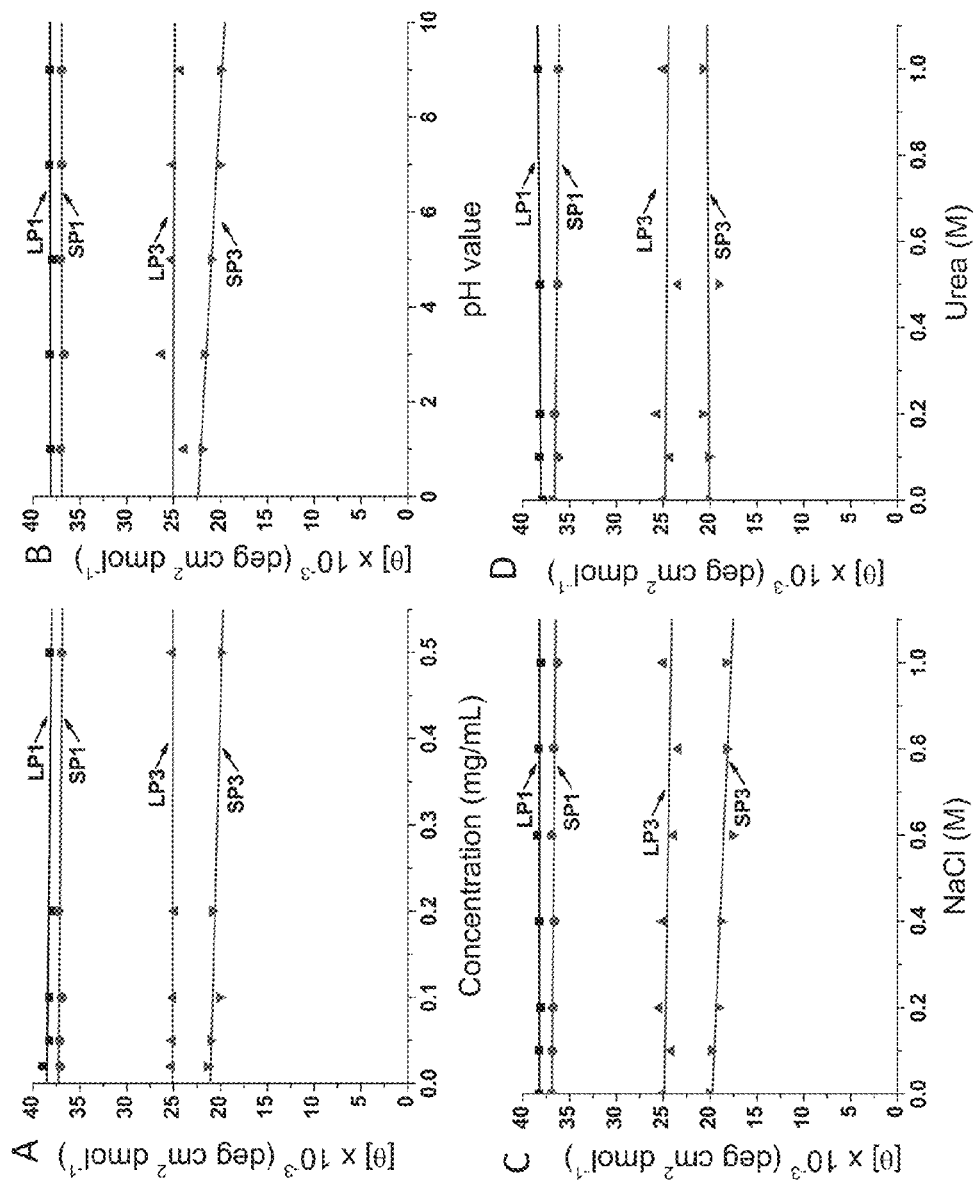 A
[θ] x 10⁻³ (deg cm² dmol⁻¹)
40
35
30
25
20
15
10
5
0
LP1
SP1
LP3
SP3
0.0
0.1
0.2
0.3
0.4
0.5
Concentration (mg/mL)
B
[θ] x 10⁻³ (deg cm² dmol⁻¹)
40
35
30
25
20
15
10
5
0
LP1
SP1
LP3
SP3
0
2
4
6
8
10
pH value
C
[θ] x 10⁻³ (deg cm² dmol⁻¹)
40
35
30
25
20
15
10
5
0
LP1
SP1
LP3
SP3
0.0
0.2
0.4
0.6
0.8
1.0
NaCl (M)
D
[θ] x 10⁻³ (deg cm² dmol⁻¹)
40
35
30
25
20
15
10
5
0
LP1
SP1
LP3
SP3
0.0
0.2
0.4
0.6
0.8
1.0
Urea (M)